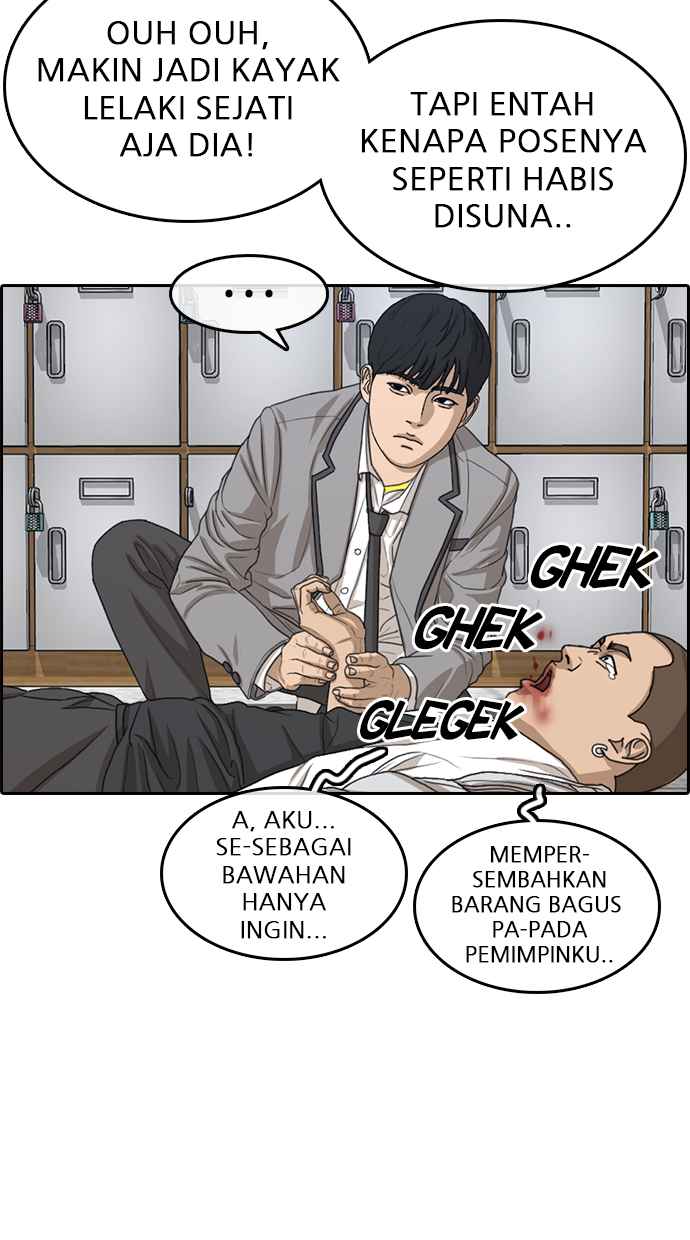 OUH OUH,
MAKIN JADI KAYAK
LELAKI SEJATI
AJA DIA!
TAPI ENTAH
KENAPA POSENYA
SEPERTI HABIS
DISUNA..
...
GHEK
GHEK
GLEGEK
A, AKU...
SE-SEBAGAI
BAWAHAN
HANYA
INGIN...
MEMPER-
SEMBAHKAN
BARANG BAGUS
PA-PADA
PEMIMPINKU..